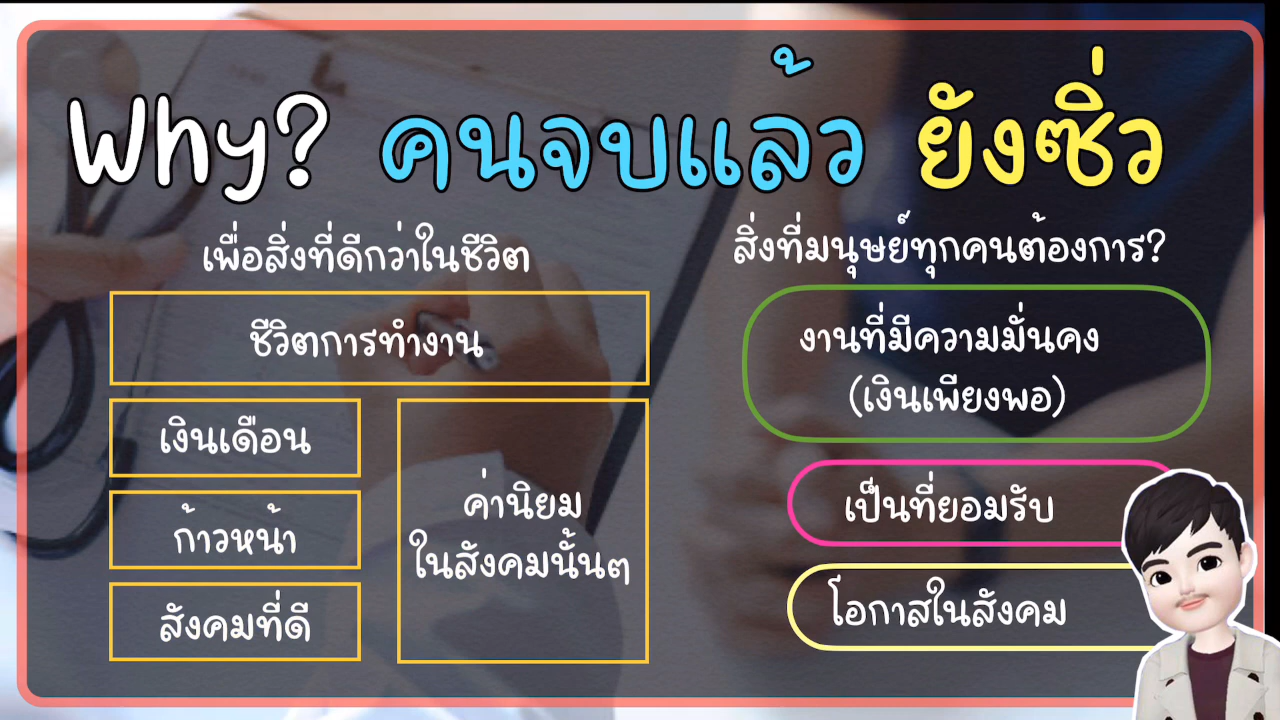 Why? คนจบแล้ว ยังซิ่ว
เพื่อสิ่งที่ดีกว่าในชีวิต
ชีวิตการทำงาน
เงินเดือน
ก้าวหน้า
สังคมที่ดี
ค่านิยม
ในสังคมนั้นๆ
สิ่งที่มนุษย์ทุกคนต้องการ?
งานที่มีความมั่นคง
(เงินเพียงพอ)
เป็นที่ยอมรับ
โอกาสในสังคม